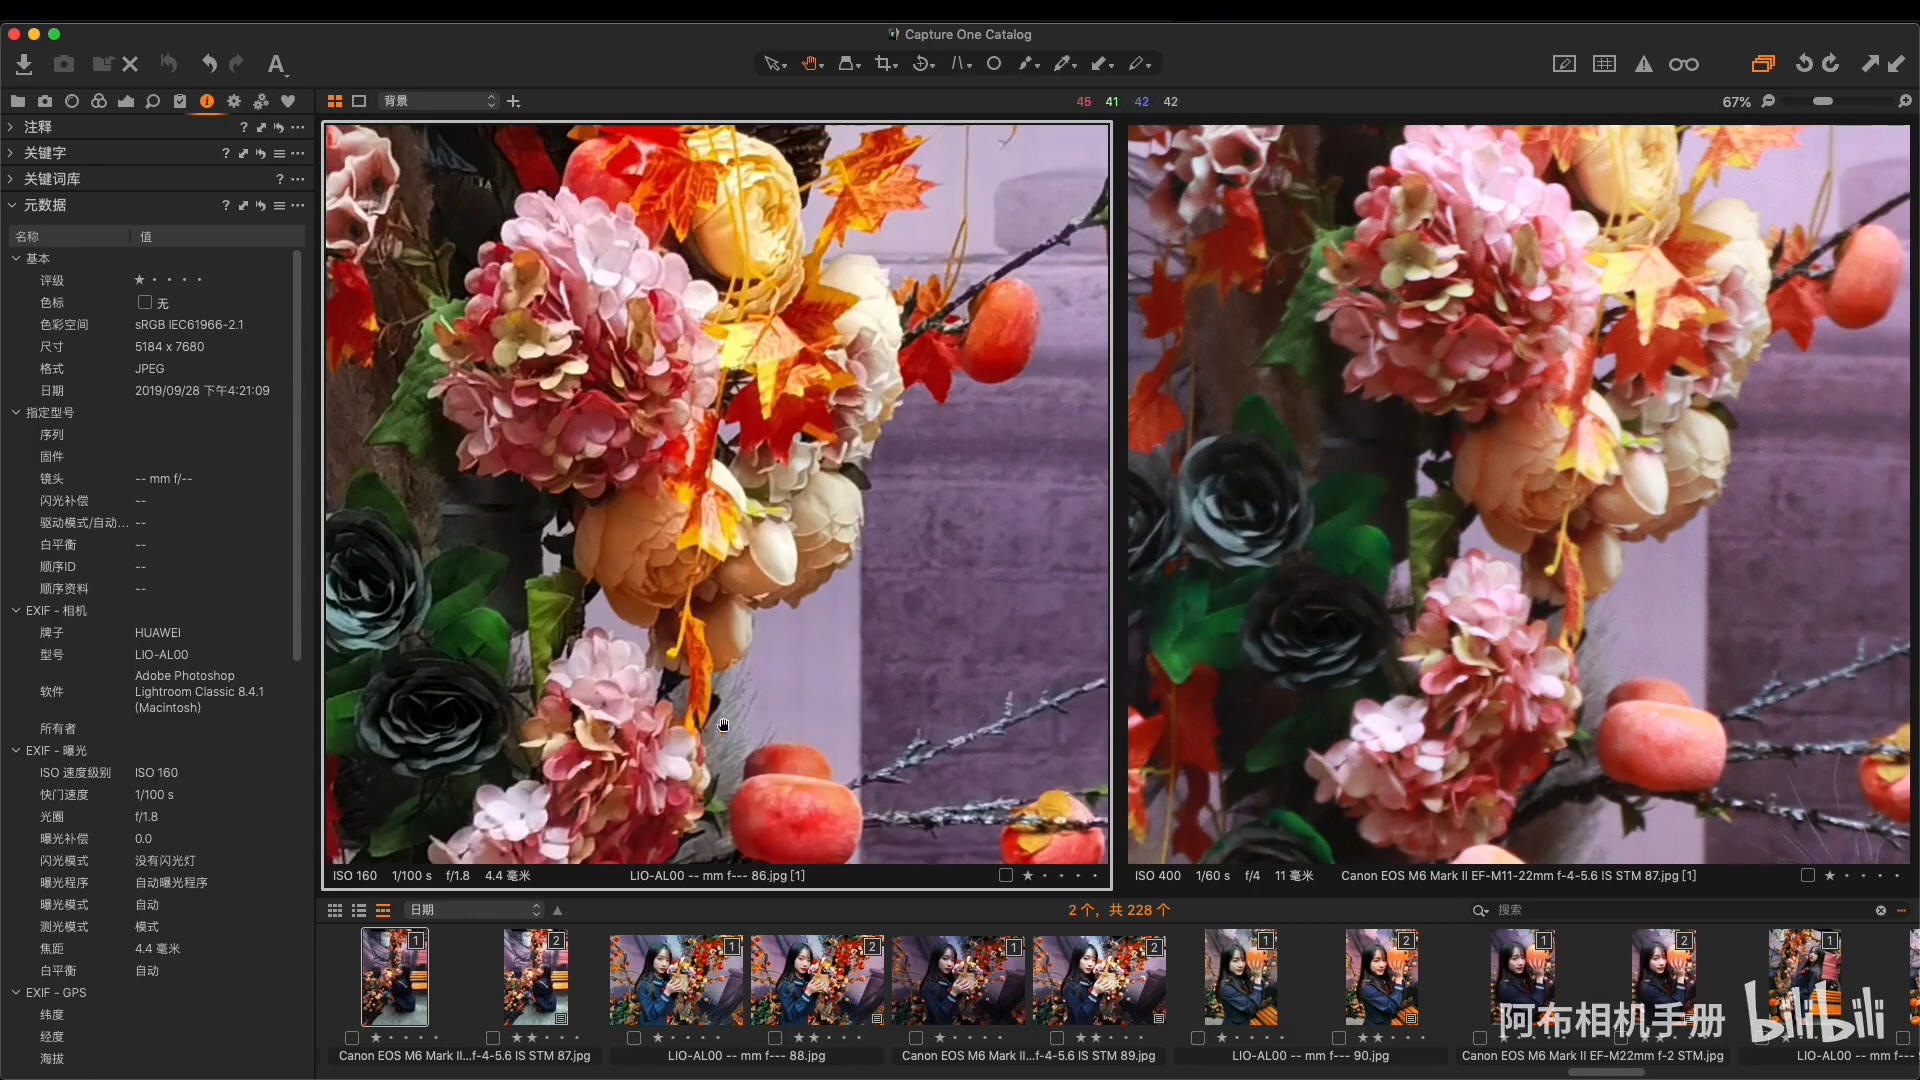 Capture One Catalog
A
背景
45 41 42 42
67%
注释
关键字
关键词库
元数据
名称 值
基本
评级
色标 无
色彩空间 sRGB IEC61966-2.1
尺寸 5184 x 7680
格式 JPEG
日期 2019/09/28 下午4:21:09
指定型号
序列
固件
镜头 -- mm f/--
闪光补偿 --
驱动模式/自动... --
白平衡 --
顺序ID --
顺序资料 --
EXIF - 相机
牌子 HUAWEI
型号 LIO-AL00
软件 Adobe Photoshop
Lightroom Classic 8.4.1
(Macintosh)
所有者
EXIF - 曝光
ISO 速度级别 ISO 160
快门速度 1/100 s
光圈 f/1.8
曝光补偿 0.0
闪光模式 没有闪光灯
曝光程序 自动曝光程序
曝光模式 自动
测光模式 模式
焦距 4.4 毫米
白平衡 自动
EXIF - GPS
纬度
经度
海拔
ISO 160 1/100 s f/1.8 4.4 毫米 LIO-AL00 -- mm f--- 86.jpg [1]
ISO 400 1/60 s f/4 11 毫米 Canon EOS M6 Mark II EF-M11-22mm f-4-5.6 IS STM 87.jpg [1]
日期
2 个，共 228 个
搜索
1 2 1 2 1 2 1 2 1 2 1
Canon EOS M6 Mark II...f-4-5.6 IS STM 87.jpg
LIO-AL00 -- mm f--- 88.jpg
Canon EOS M6 Mark II...f-4-5.6 IS STM 89.jpg
LIO-AL00 -- mm f--- 90.jpg
Canon EOS M6 Mark II EF-M22mm f-2 STM.jpg
LIO-AL00 -- mm f---
阿布相机手册 bilibili